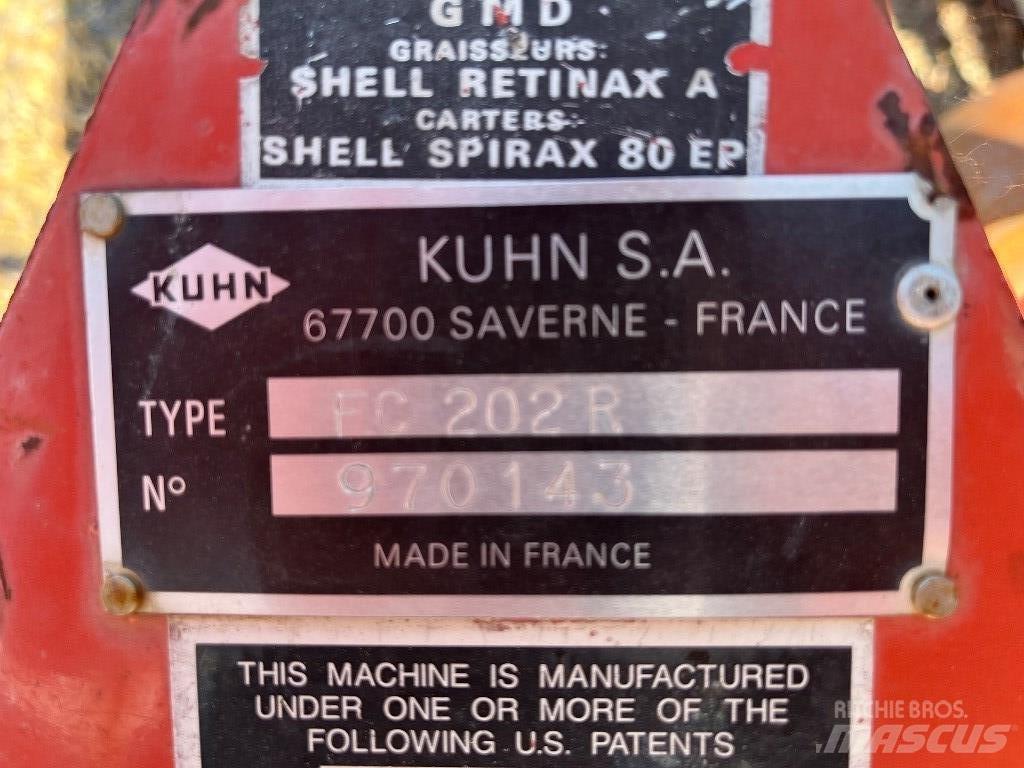 GMD
GRAISSEURS:
SHELL RETINAX A
CARTERS:
SHELL SPIRAX 80 EP
KUHN
KUHN S.A.
67700 SAVERNE - FRANCE
TYPE FC 202 R
N° 970143
MADE IN FRANCE
THIS MACHINE IS MANUFACTURED
UNDER ONE OR MORE OF THE
FOLLOWING U.S. PATENTS
RITCHIE BROS.
MASCUS